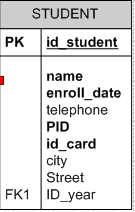 STUDENT
PK id_student
name
enroll_date
telephone
PID
id_card
city
Street
FK1 ID_year